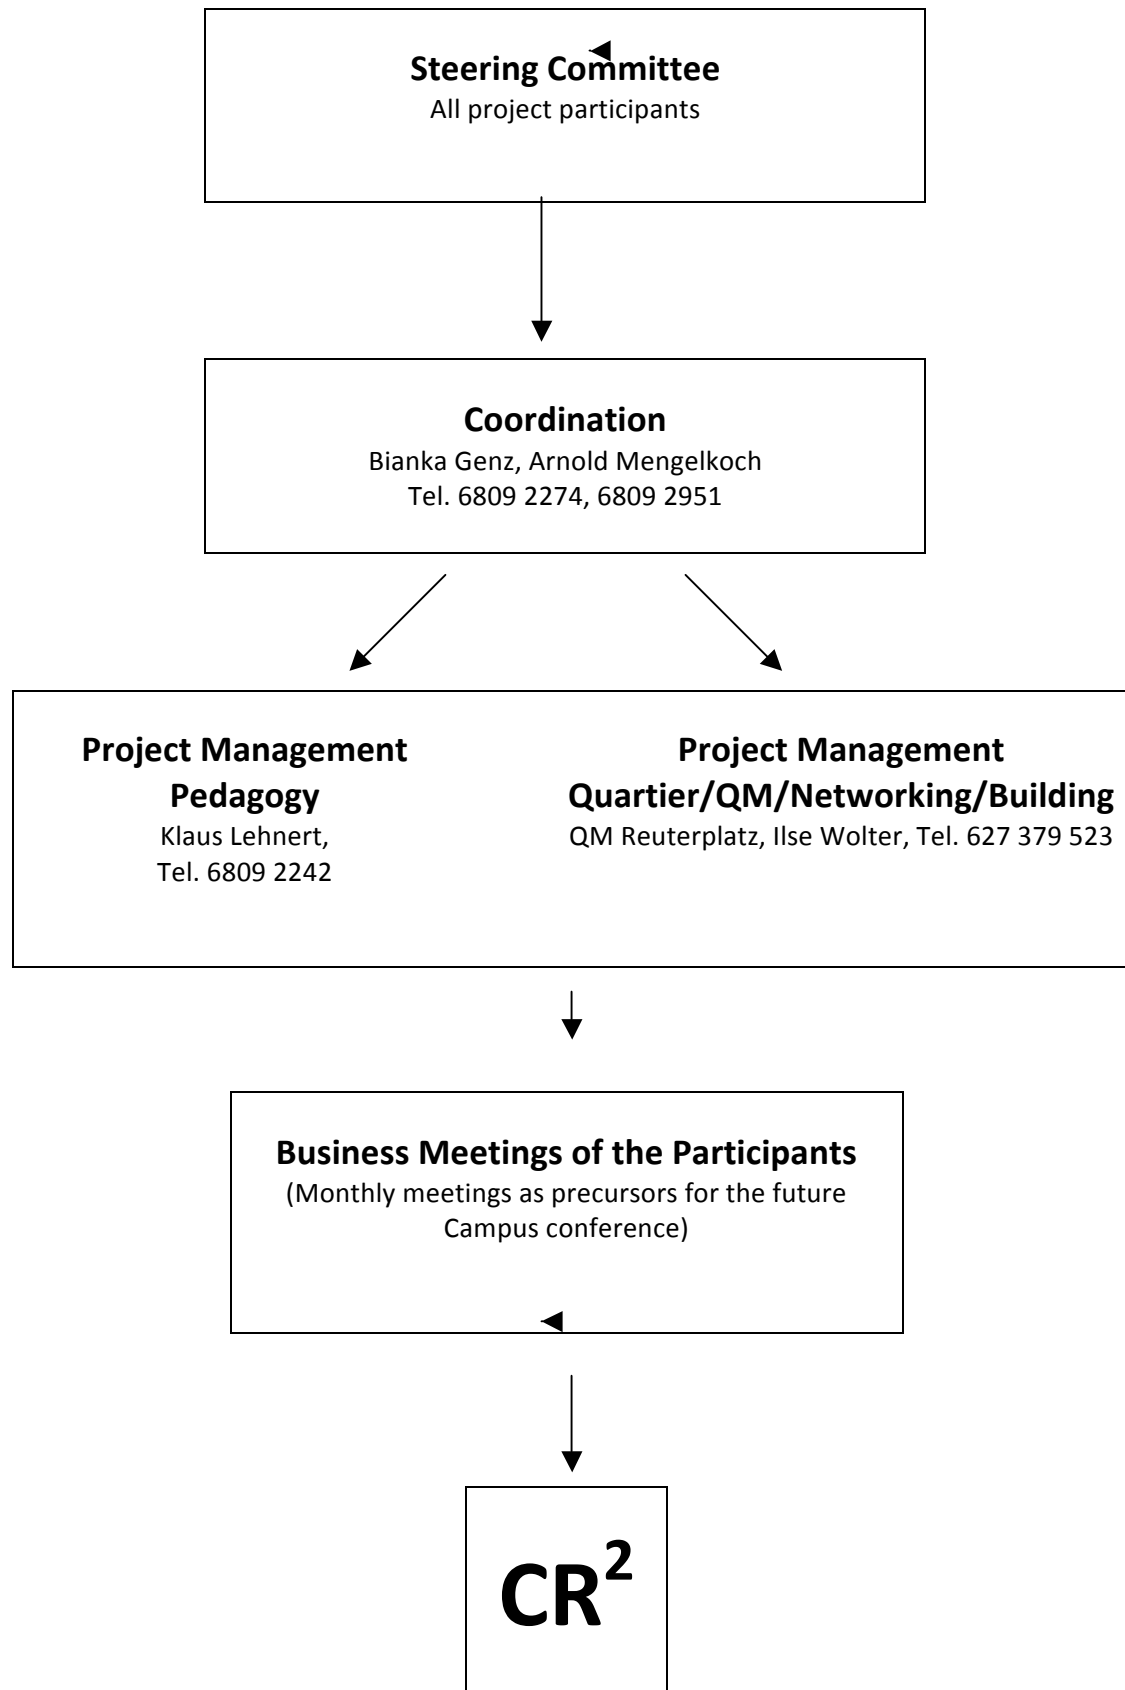 Steering Committee
All project participants
Coordination
Bianka Genz, Arnold Mengelkoch
Tel. 6809 2274, 6809 2951
Project Management
Pedagogy
Klaus Lehnert,
Tel. 6809 2242
Project Management
Quartier/QM/Networking/Building
QM Reuterplatz, Ilse Wolter, Tel. 627 379 523
Business Meetings of the Participants
(Monthly meetings as precursors for the future
Campus conference)
CR²